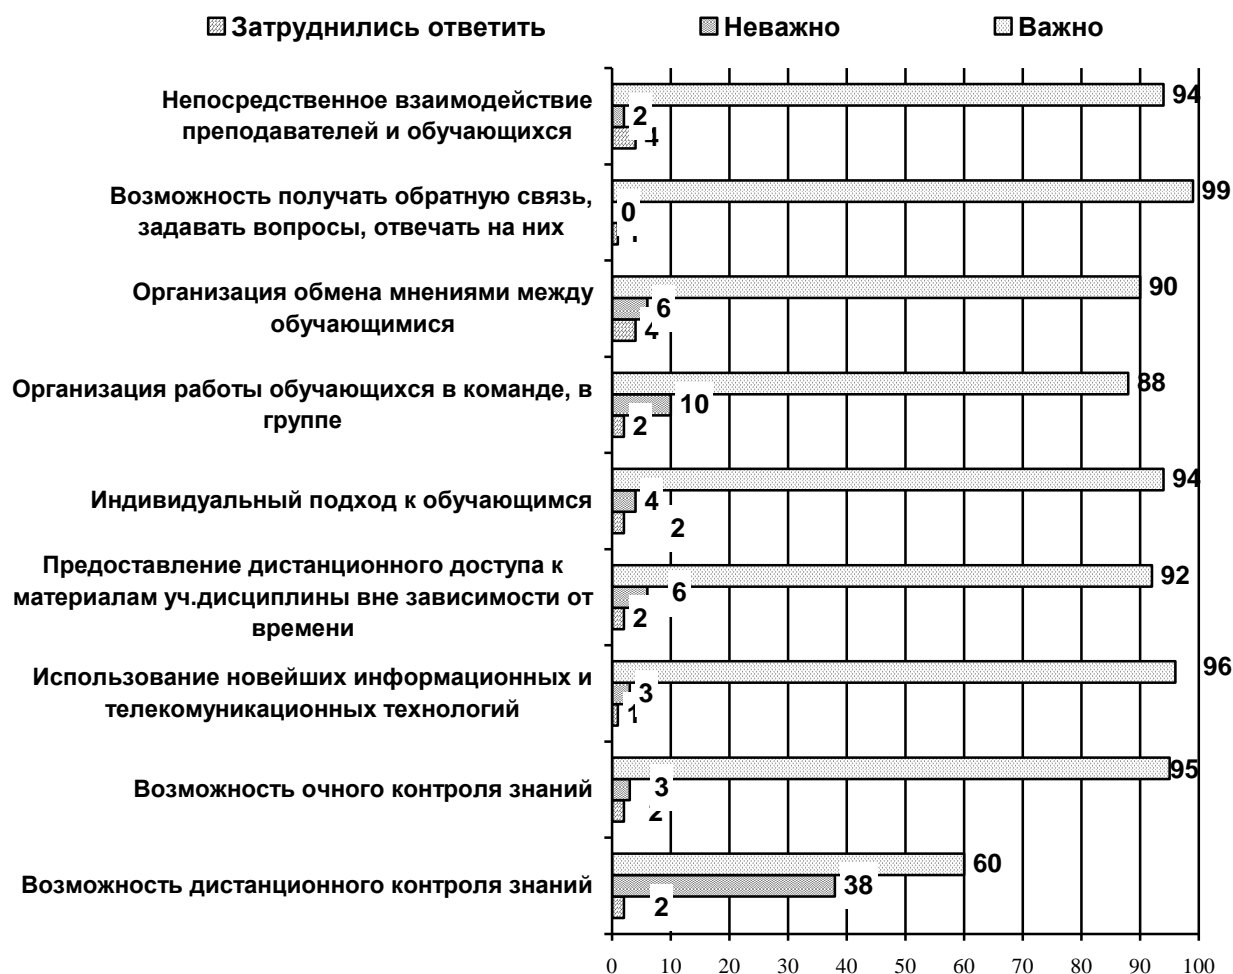 Затруднились ответить Неважно Важно
Непосредственное взаимодействие
преподавателей и обучающихся
94
2
4
Возможность получать обратную связь,
задавать вопросы, отвечать на них
99
0
1
Организация обмена мнениями между
обучающимися
90
6
4
Организация работы обучающихся в команде, в
группе
88
10
2
Индивидуальный подход к обучающимся
94
4
2
Предоставление дистанционного доступа к
материалам уч.дисциплины вне зависимости от
времени
92
6
2
Использование новейших информационных и
телекомуникационных технологий
96
3
1
Возможность очного контроля знаний
95
3
2
Возможность дистанционного контроля знаний
60
38
2
0 10 20 30 40 50 60 70 80 90 100